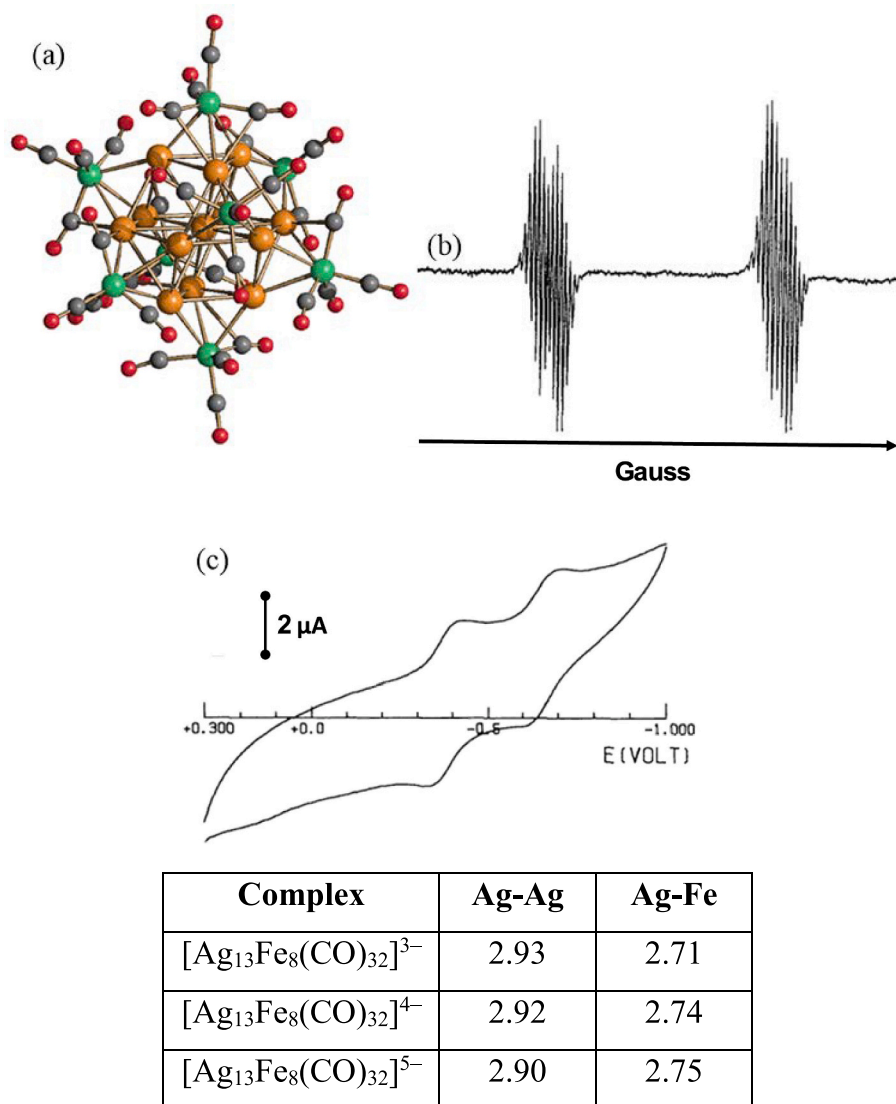 (a)
(b)
Gauss
(c)
2 µA
+0.300 +0.0 -0.5 -1.000
E(VOLT)
Complex Ag-Ag Ag-Fe
[Ag₁₃Fe₈(CO)₃₂]³⁻ 2.93 2.71
[Ag₁₃Fe₈(CO)₃₂]⁴⁻ 2.92 2.74
[Ag₁₃Fe₈(CO)₃₂]⁵⁻ 2.90 2.75